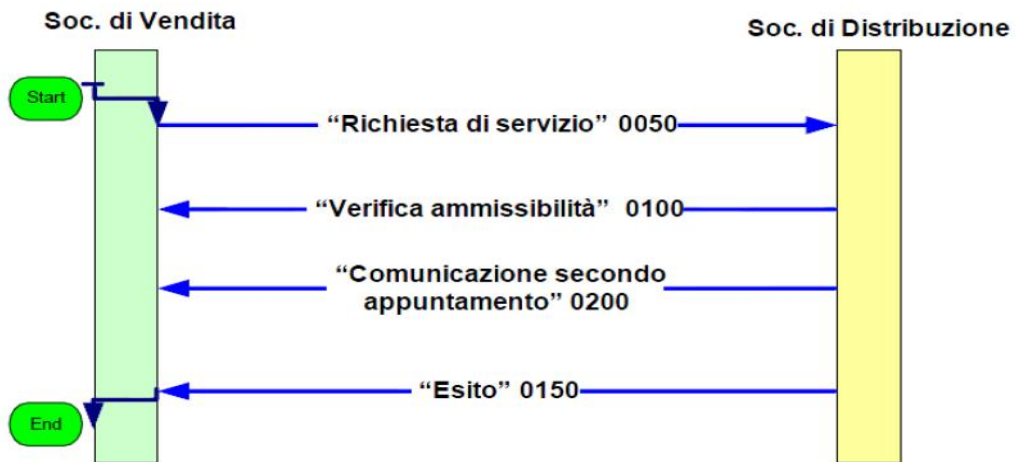 Soc. di Vendita
Soc. di Distribuzione
Start
“Richiesta di servizio” 0050
“Verifica ammissibilità” 0100
“Comunicazione secondo
appuntamento” 0200
“Esito” 0150
End